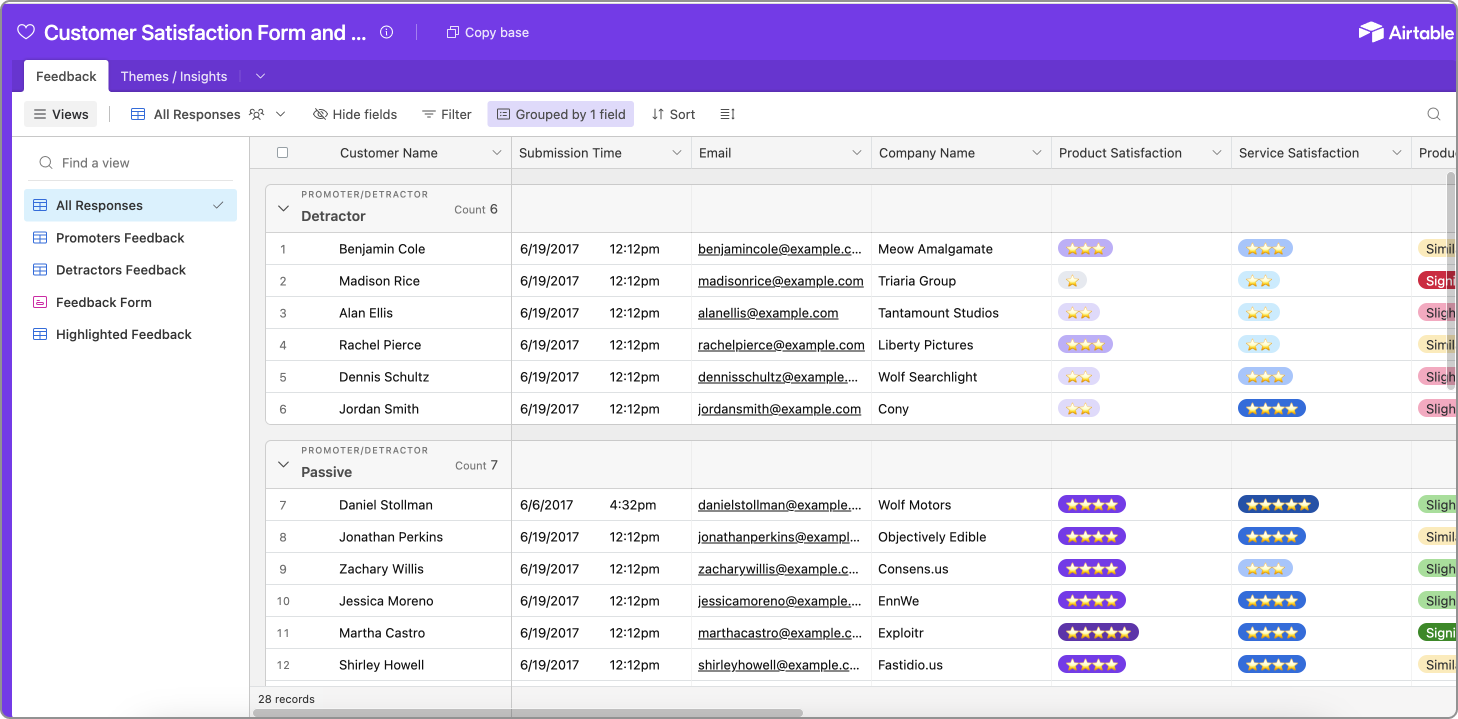 Customer Satisfaction Form and ...
Copy base
Airtable
Feedback
Themes / Insights
Views
All Responses
Hide fields
Filter
Grouped by 1 field
Sort
Find a view
All Responses
Promoters Feedback
Detractors Feedback
Feedback Form
Highlighted Feedback
Customer Name Submission Time Email Company Name Product Satisfaction Service Satisfaction Produ
PROMOTER/DETRACTOR
Detractor Count 6
1 Benjamin Cole 6/19/2017 12:12pm benjamincole@example.c... Meow Amalgamate Simil
2 Madison Rice 6/19/2017 12:12pm madisonrice@example.com Triaria Group Signi
3 Alan Ellis 6/19/2017 12:12pm alanellis@example.com Tantamount Studios Sligh
4 Rachel Pierce 6/19/2017 12:12pm rachelpierce@example.com Liberty Pictures Simil
5 Dennis Schultz 6/19/2017 12:12pm dennisschultz@example.... Wolf Searchlight Sligh
6 Jordan Smith 6/19/2017 12:12pm jordansmith@example.com Cony Sligh
PROMOTER/DETRACTOR
Passive Count 7
7 Daniel Stollman 6/6/2017 4:32pm danielstollman@example.... Wolf Motors Sligh
8 Jonathan Perkins 6/19/2017 12:12pm jonathanperkins@exampl... Objectively Edible Simil
9 Zachary Willis 6/19/2017 12:12pm zacharywillis@example.c... Consens.us Sligh
10 Jessica Moreno 6/19/2017 12:12pm jessicamoreno@example.... EnnWe Sligh
11 Martha Castro 6/19/2017 12:12pm marthacastro@example.c... Exploitr Signi
12 Shirley Howell 6/19/2017 12:12pm shirleyhowell@example.c... Fastidio.us Simil
28 records